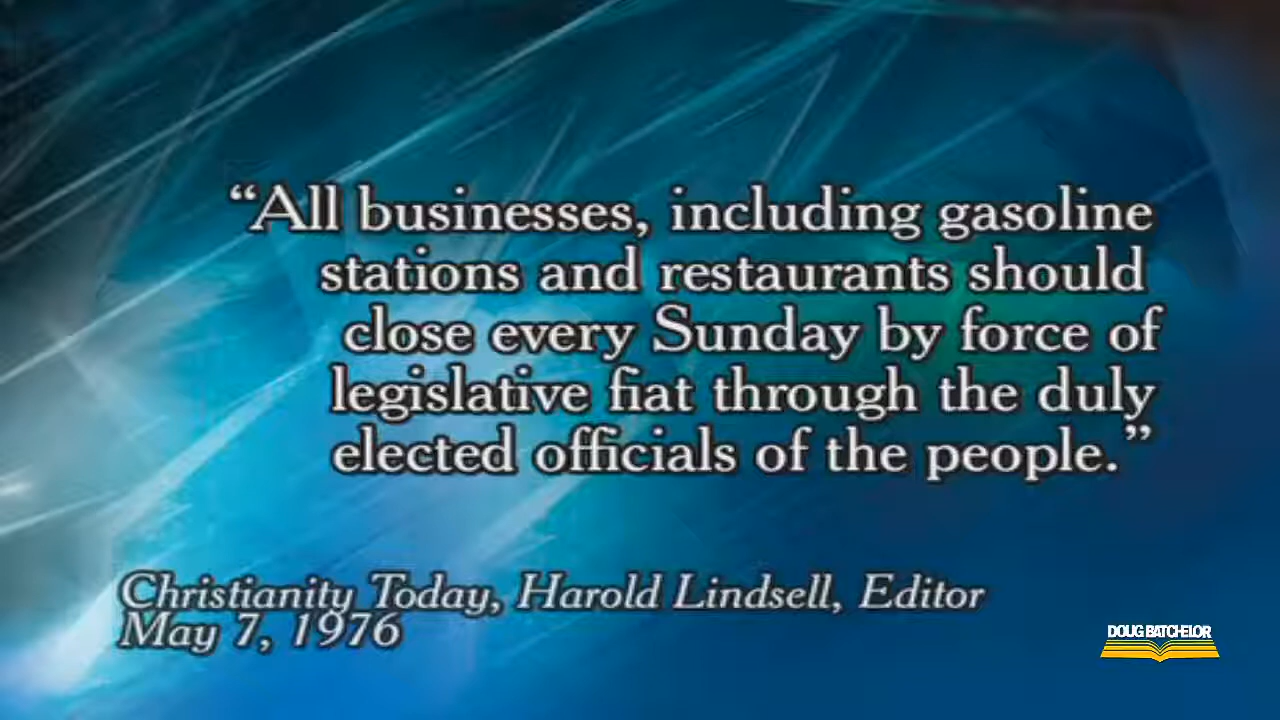 “All businesses, including gasoline
stations and restaurants should
close every Sunday by force of
legislative fiat through the duly
elected officials of the people.”
Christianity Today, Harold Lindsell, Editor
May 7, 1976
DOUG BATCHELOR